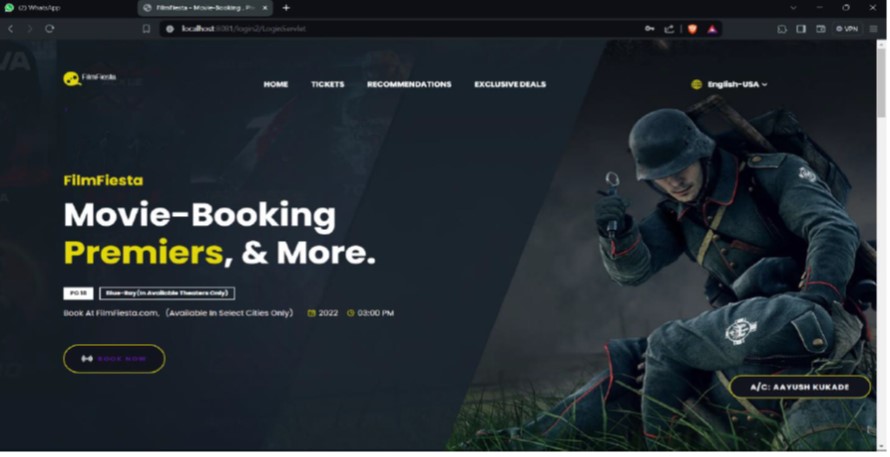 (2) WhatsApp
FilmFiesta - Movie-Booking , Pr
localhost:8081/login2/LoginServlet
VPN
FilmFiesta
HOME
TICKETS
RECOMMENDATIONS
EXCLUSIVE DEALS
English-USA
FilmFiesta
Movie-Booking
Premiers, & More.
PG 18
Blue-Ray(In Available Theaters Only)
Book At FilmFiesta.com, (Available In Select Cities Only)
2022
03:00 PM
BOOK NOW
A/C: AAYUSH KUKADE